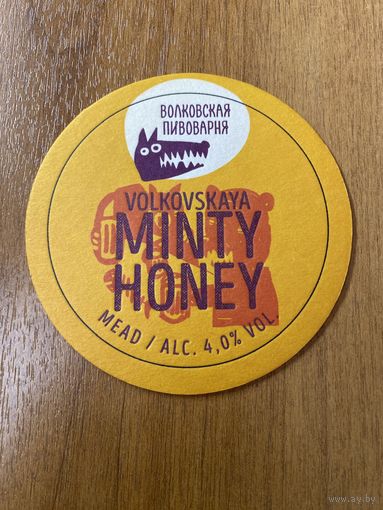 ВОЛКОВСКАЯ
ПИВОВАРНЯ
VOLKOVSKAYA
MINTY
HONEY
MEAD / ALC. 4,0% VOL.
www.ay.by